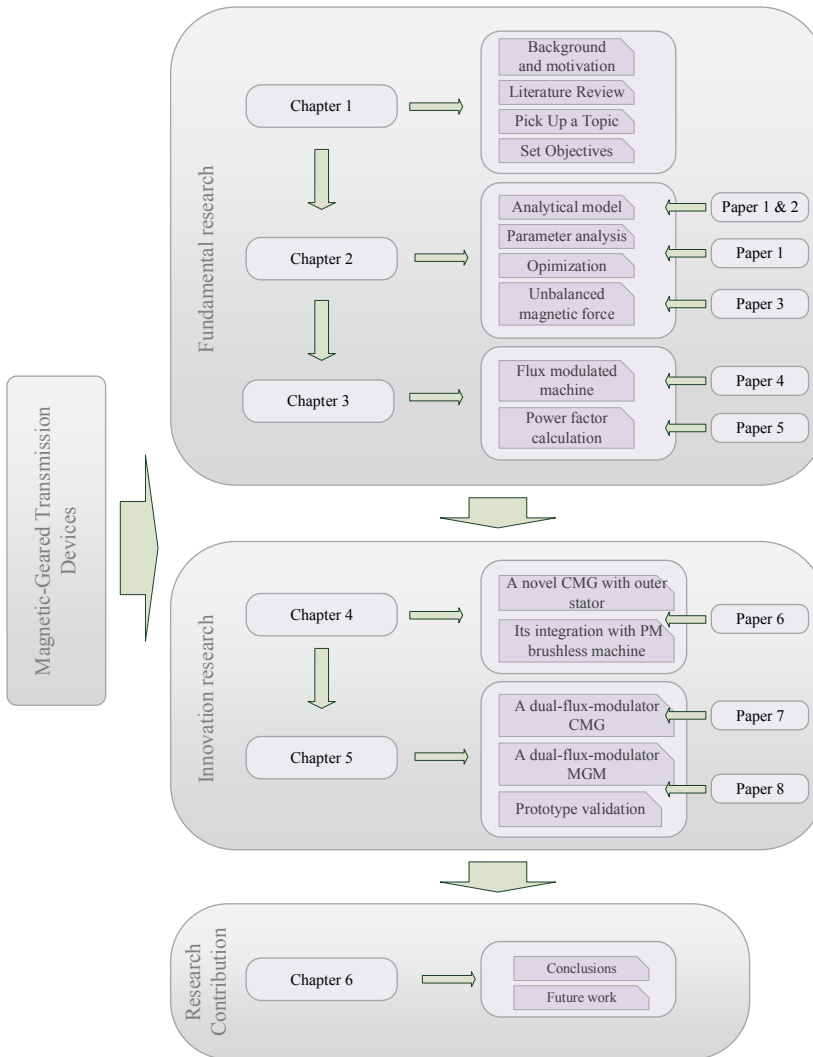 Magnetic-Geared Transmission
Devices
Fundamental research
Chapter 1
Background
and motivation
Literature Review
Pick Up a Topic
Set Objectives
Chapter 2
Analytical model
Parameter analysis
Opimization
Unbalanced
magnetic force
Paper 1 & 2
Paper 1
Paper 3
Chapter 3
Flux modulated
machine
Power factor
calculation
Paper 4
Paper 5
Innovation research
Chapter 4
A novel CMG with outer
stator
Its integration with PM
brushless machine
Paper 6
Chapter 5
A dual-flux-modulator
CMG
A dual-flux-modulator
MGM
Prototype validation
Paper 7
Paper 8
Research
Contribution
Chapter 6
Conclusions
Future work